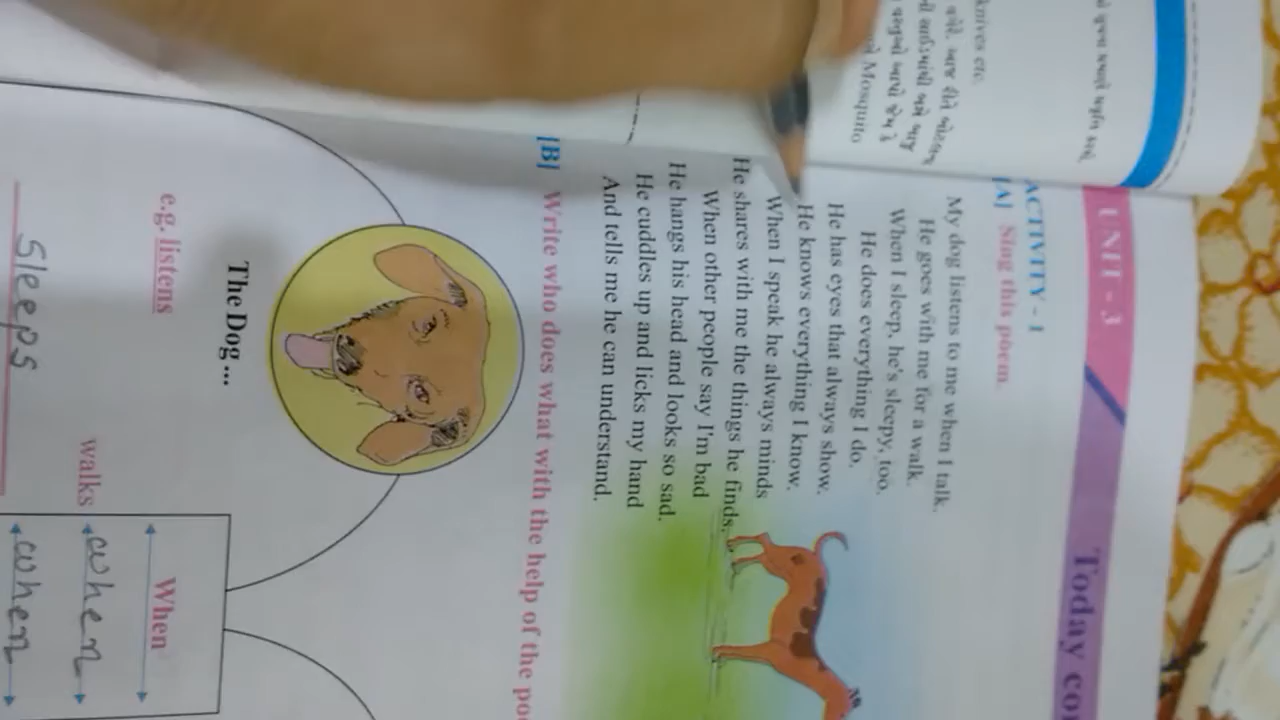 knives etc.
Mosquito
UNIT - 3
Today
ACTIVITY - 1
[A] Sing this poem.
My dog listens to me when I talk.
He goes with me for a walk.
When I sleep, he's sleepy, too.
He does everything I do.
He has eyes that always show.
He knows everything I know.
When I speak he always minds
He shares with me the things he finds.
When other people say I'm bad
He hangs his head and looks so sad.
He cuddles up and licks my hand
And tells me he can understand.
[B] Write who does what with the help of the
The Dog...
e.g. listens
When
walks
when
sleeps
when